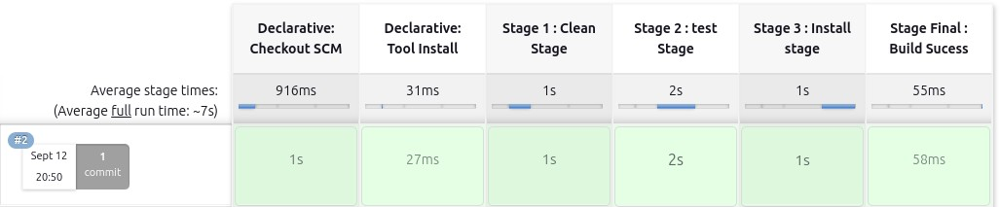 Declarative:
Checkout SCM
Declarative:
Tool Install
Stage 1 : Clean
Stage
Stage 2 : test
Stage
Stage 3 : Install
stage
Stage Final :
Build Sucess
Average stage times:
(Average full run time: ~7s)
916ms
31ms
1s
2s
1s
55ms
#2
Sept 12
20:50
1
commit
1s
27ms
1s
2s
1s
58ms